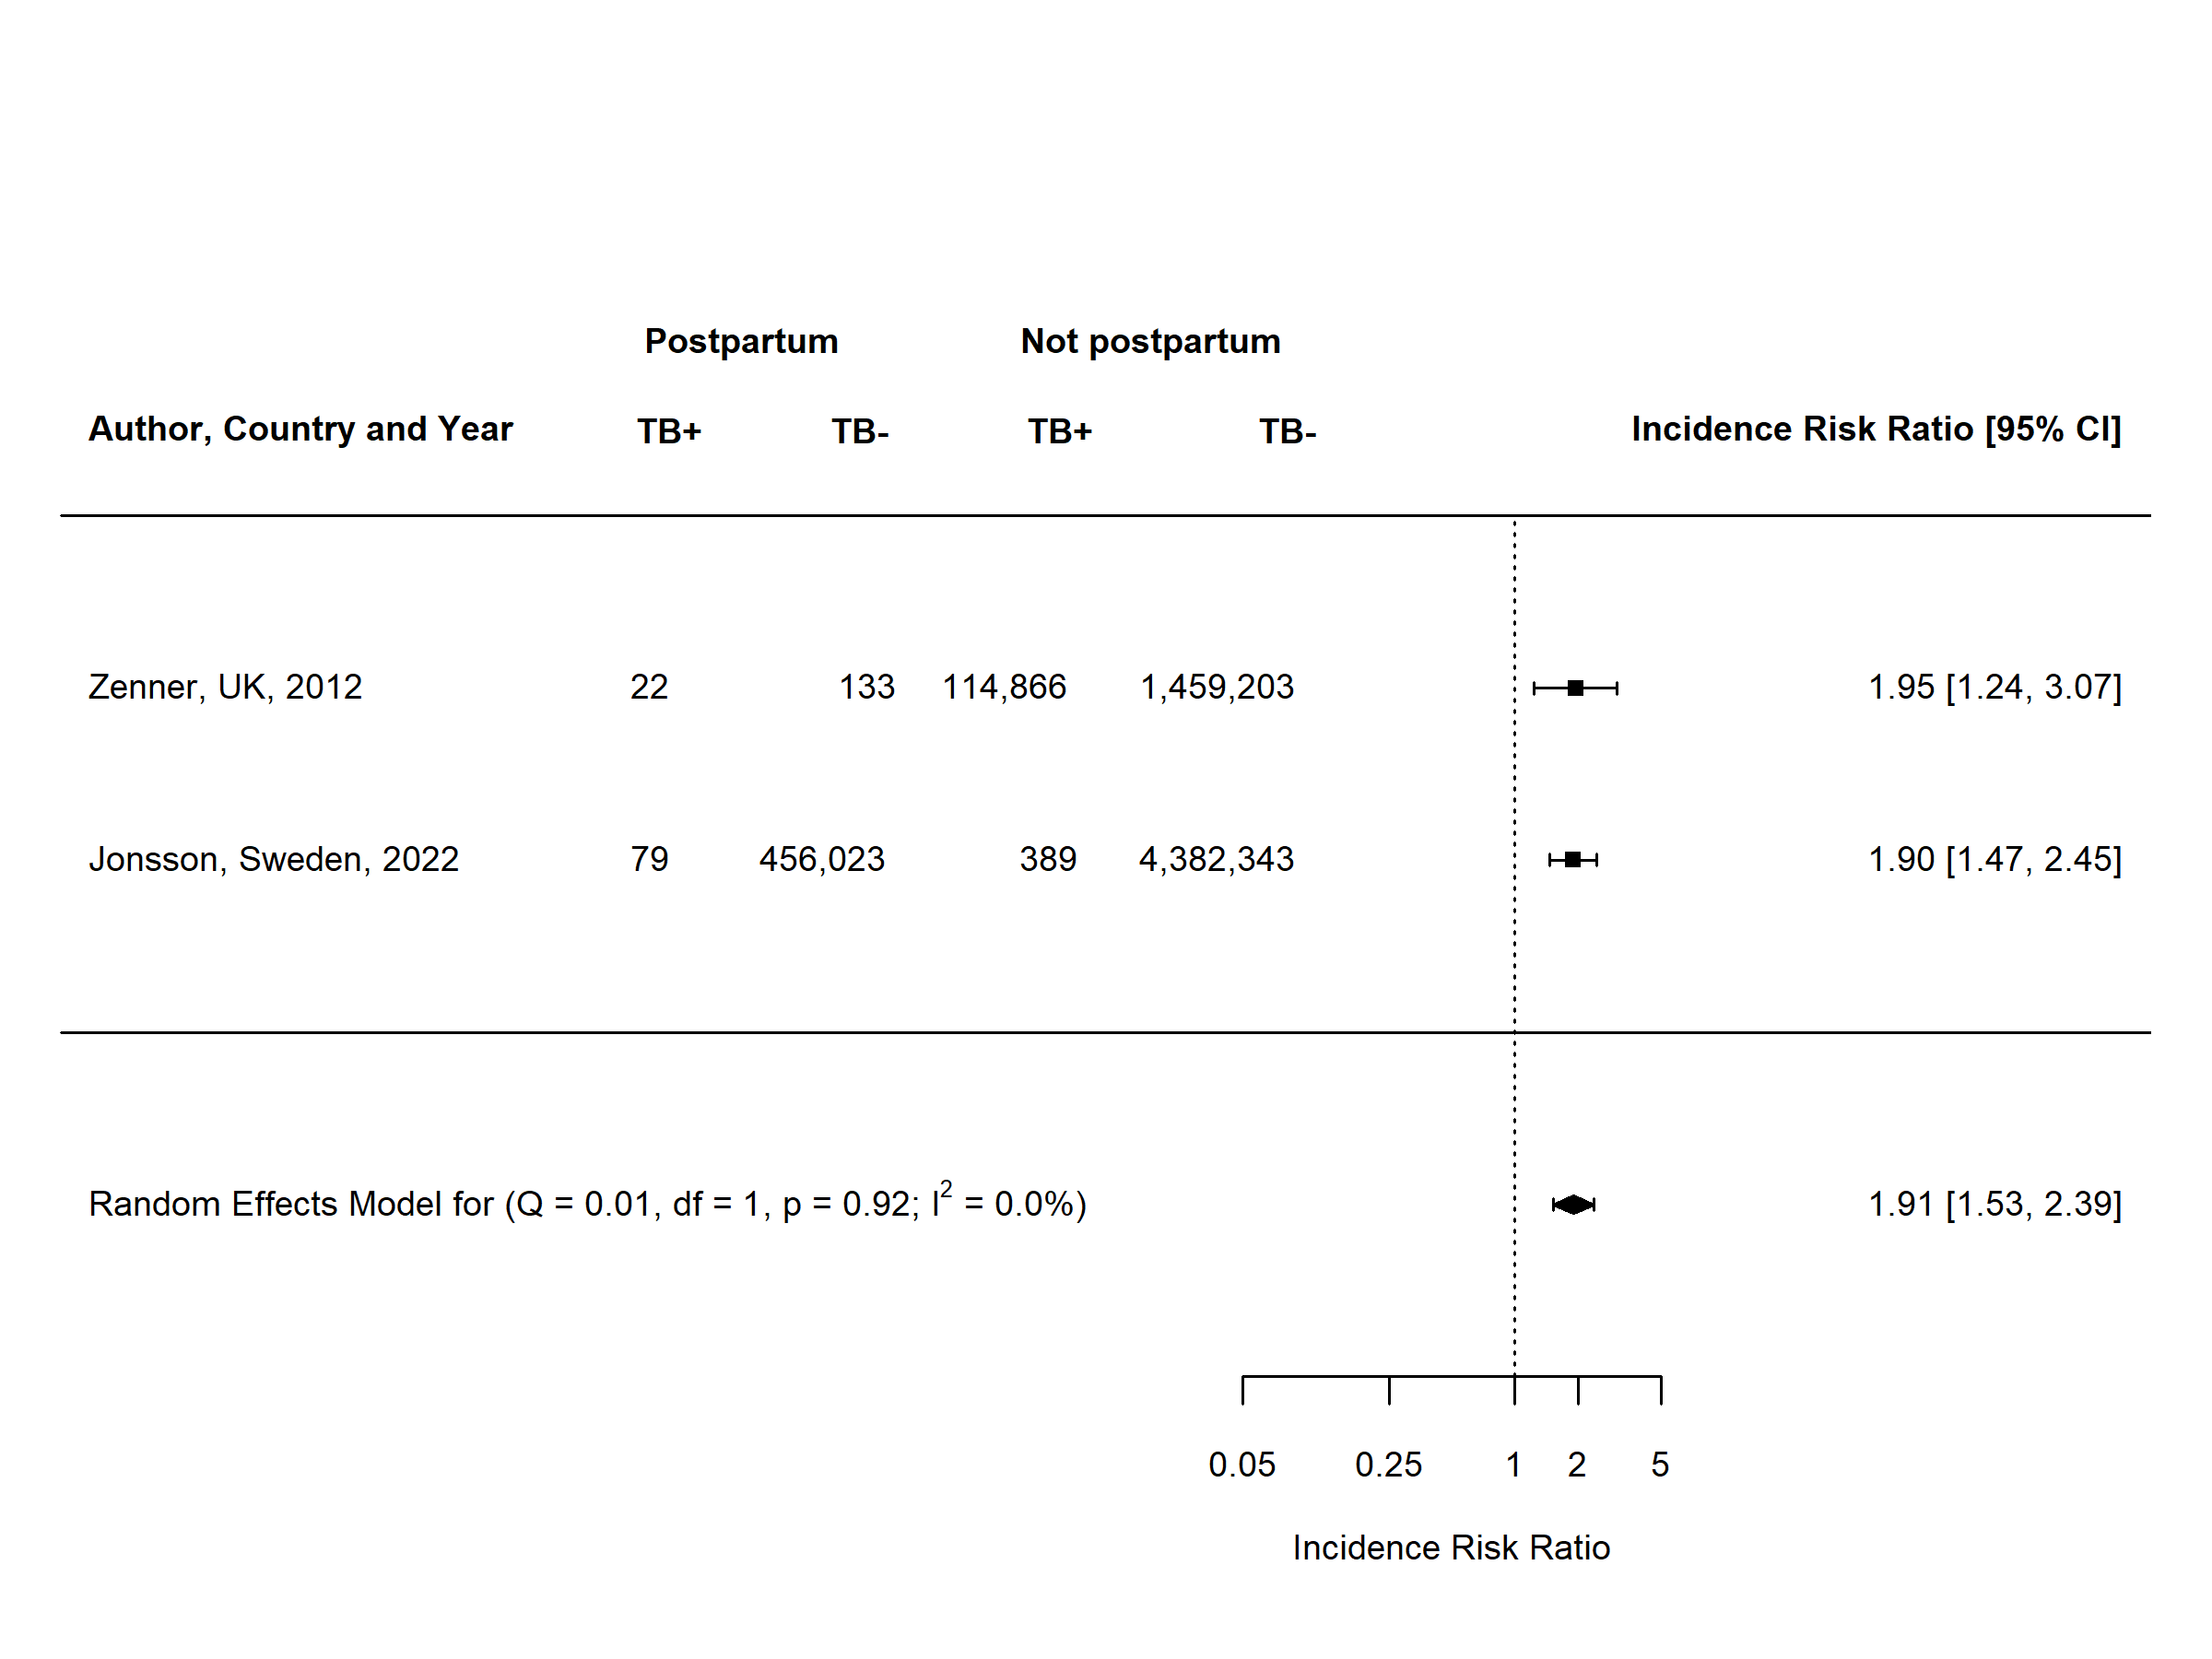 Postpartum Not postpartum
Author, Country and Year TB+ TB- TB+ TB- Incidence Risk Ratio [95% CI]
Zenner, UK, 2012 22 133 114,866 1,459,203 1.95 [1.24, 3.07]
Jonsson, Sweden, 2022 79 456,023 389 4,382,343 1.90 [1.47, 2.45]
Random Effects Model for (Q = 0.01, df = 1, p = 0.92; I² = 0.0%) 1.91 [1.53, 2.39]
0.05 0.25 1 2 5
Incidence Risk Ratio